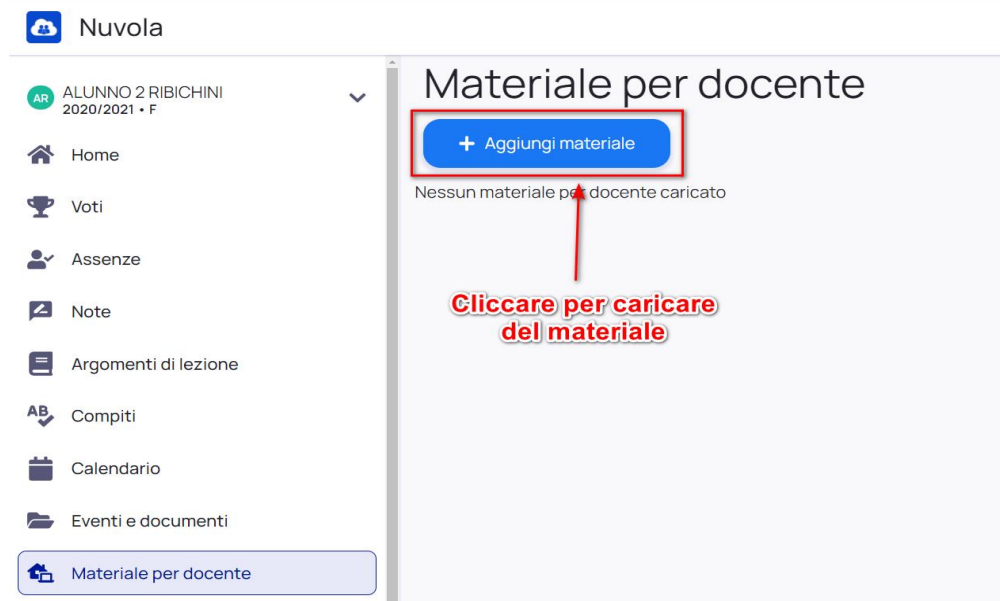 Nuvola
AR
ALUNNO 2 RIBICHINI
2020/2021 • F
Home
Voti
Assenze
Note
Argomenti di lezione
AB
Compiti
Calendario
Eventi e documenti
Materiale per docente
Materiale per docente
+ Aggiungi materiale
Nessun materiale per docente caricato
Cliccare per caricare
del materiale